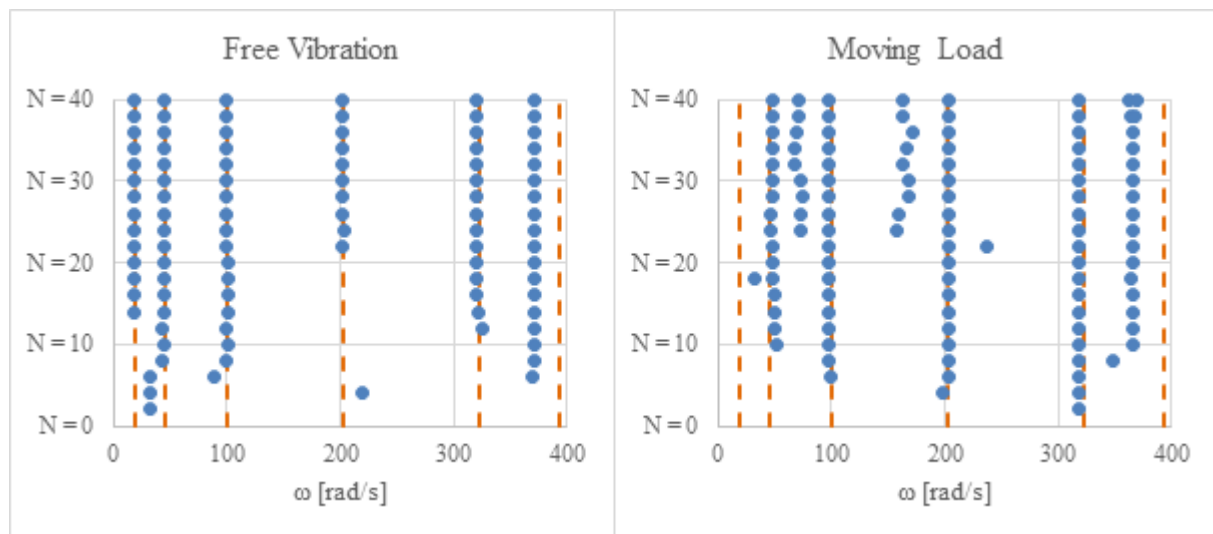 Free Vibration
N = 40
N = 30
N = 20
N = 10
N = 0
0 100 200 300 400
ω [rad/s]
Moving Load
N = 40
N = 30
N = 20
N = 10
N = 0
0 100 200 300 400
ω [rad/s]